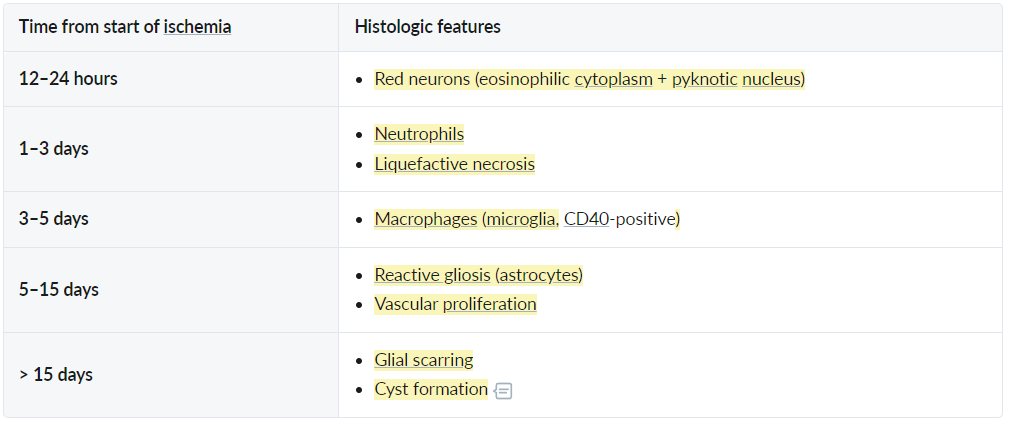 Time from start of ischemia
Histologic features
12–24 hours
• Red neurons (eosinophilic cytoplasm + pyknotic nucleus)
1–3 days
• Neutrophils
• Liquefactive necrosis
3–5 days
• Macrophages (microglia, CD40-positive)
5–15 days
• Reactive gliosis (astrocytes)
• Vascular proliferation
> 15 days
• Glial scarring
• Cyst formation